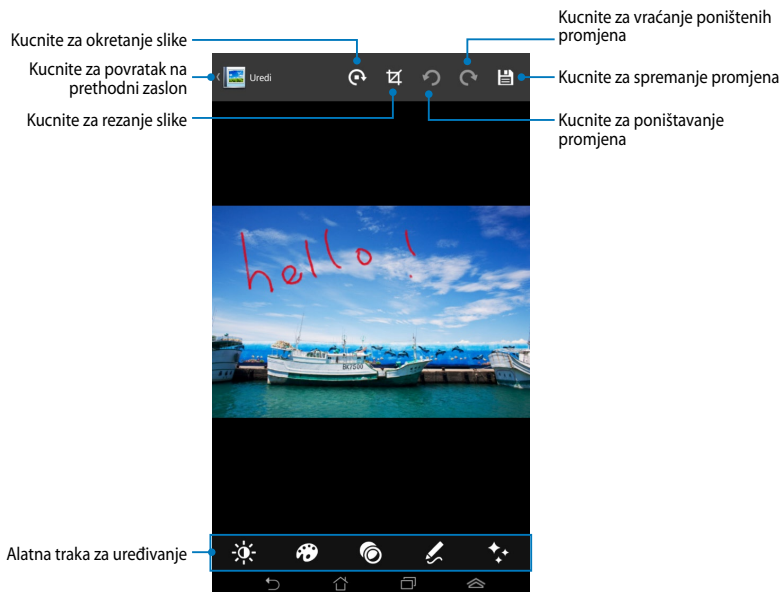 Kucnite za vraćanje poništenih
promjena
Kucnite za okretanje slike
Kucnite za povratak na
prethodni zaslon
Uredi
Kucnite za spremanje promjena
Kucnite za rezanje slike
Kucnite za poništavanje
promjena
hello!
BK7500
Alatna traka za uređivanje